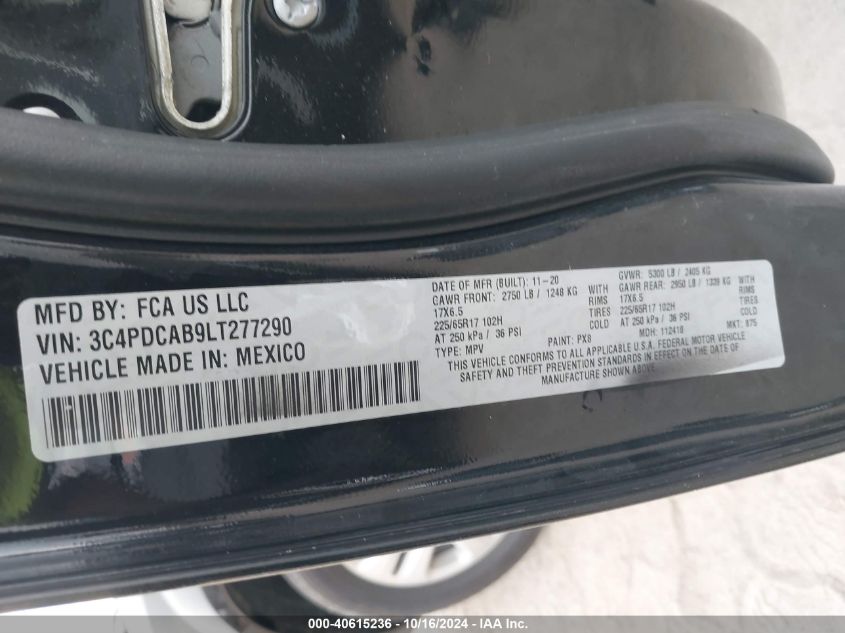 MFD BY: FCA US LLC
VIN: 3C4PDCAB9LT277290
VEHICLE MADE IN: MEXICO
DATE OF MFR (BUILT): 11-20 GVWR: 5300 LB / 2405 KG
GAWR FRONT: 2750 LB / 1248 KG WITH GAWR REAR: 2950 LB / 1339 KG WITH
17X6.5 RIMS 17X6.5 RIMS
225/65R17 102H TIRES 225/65R17 102H TIRES
AT 250 kPa / 36 PSI COLD AT 250 kPa / 36 PSI COLD
TYPE: MPV PAINT: PX8 MDH: 112418 MKT: 875
THIS VEHICLE CONFORMS TO ALL APPLICABLE U.S.A. FEDERAL MOTOR VEHICLE
SAFETY AND THEFT PREVENTION STANDARDS IN EFFECT ON THE DATE OF
MANUFACTURE SHOWN ABOVE
000-40615236 - 10/16/2024 - IAA Inc.